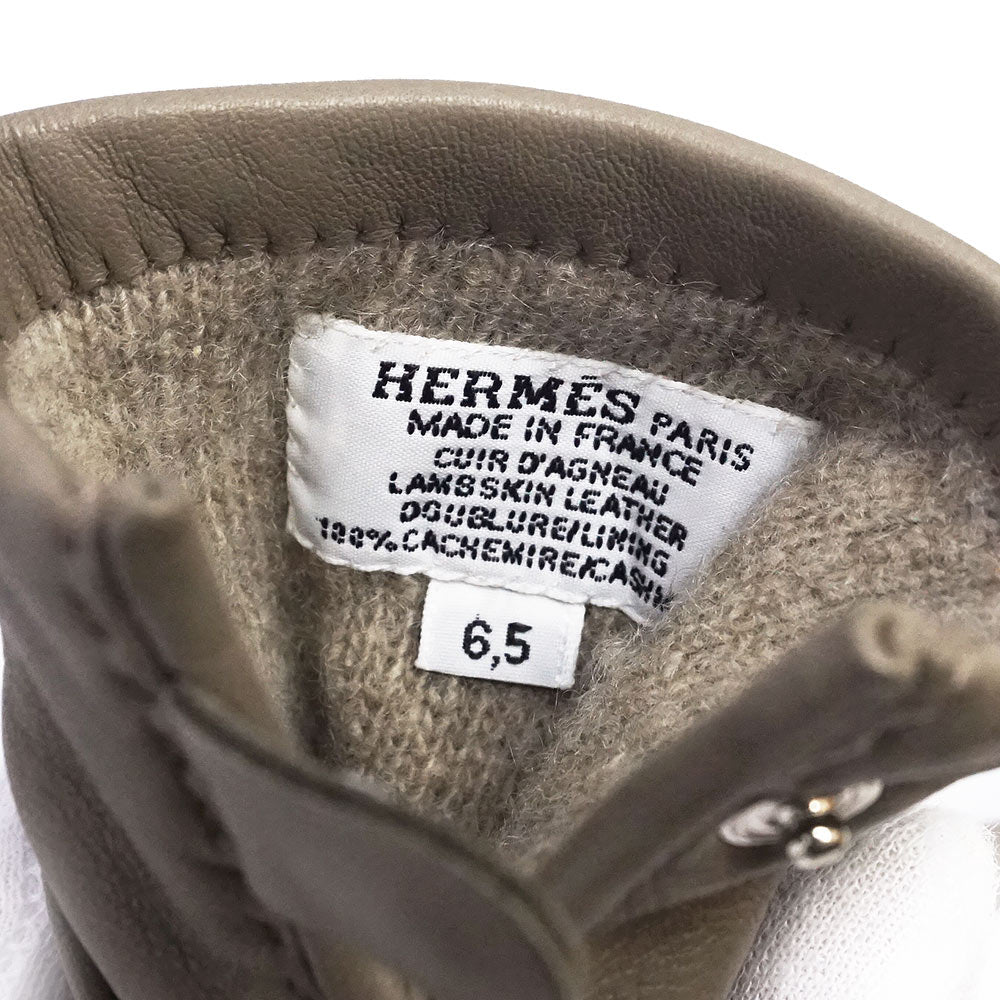 HERMÈS PARIS
MADE IN FRANCE
CUIR D'AGNEAU
LAMBSKIN LEATHER
DOUBLURE/LINING
100% CACHEMIRE/CASH
6,5